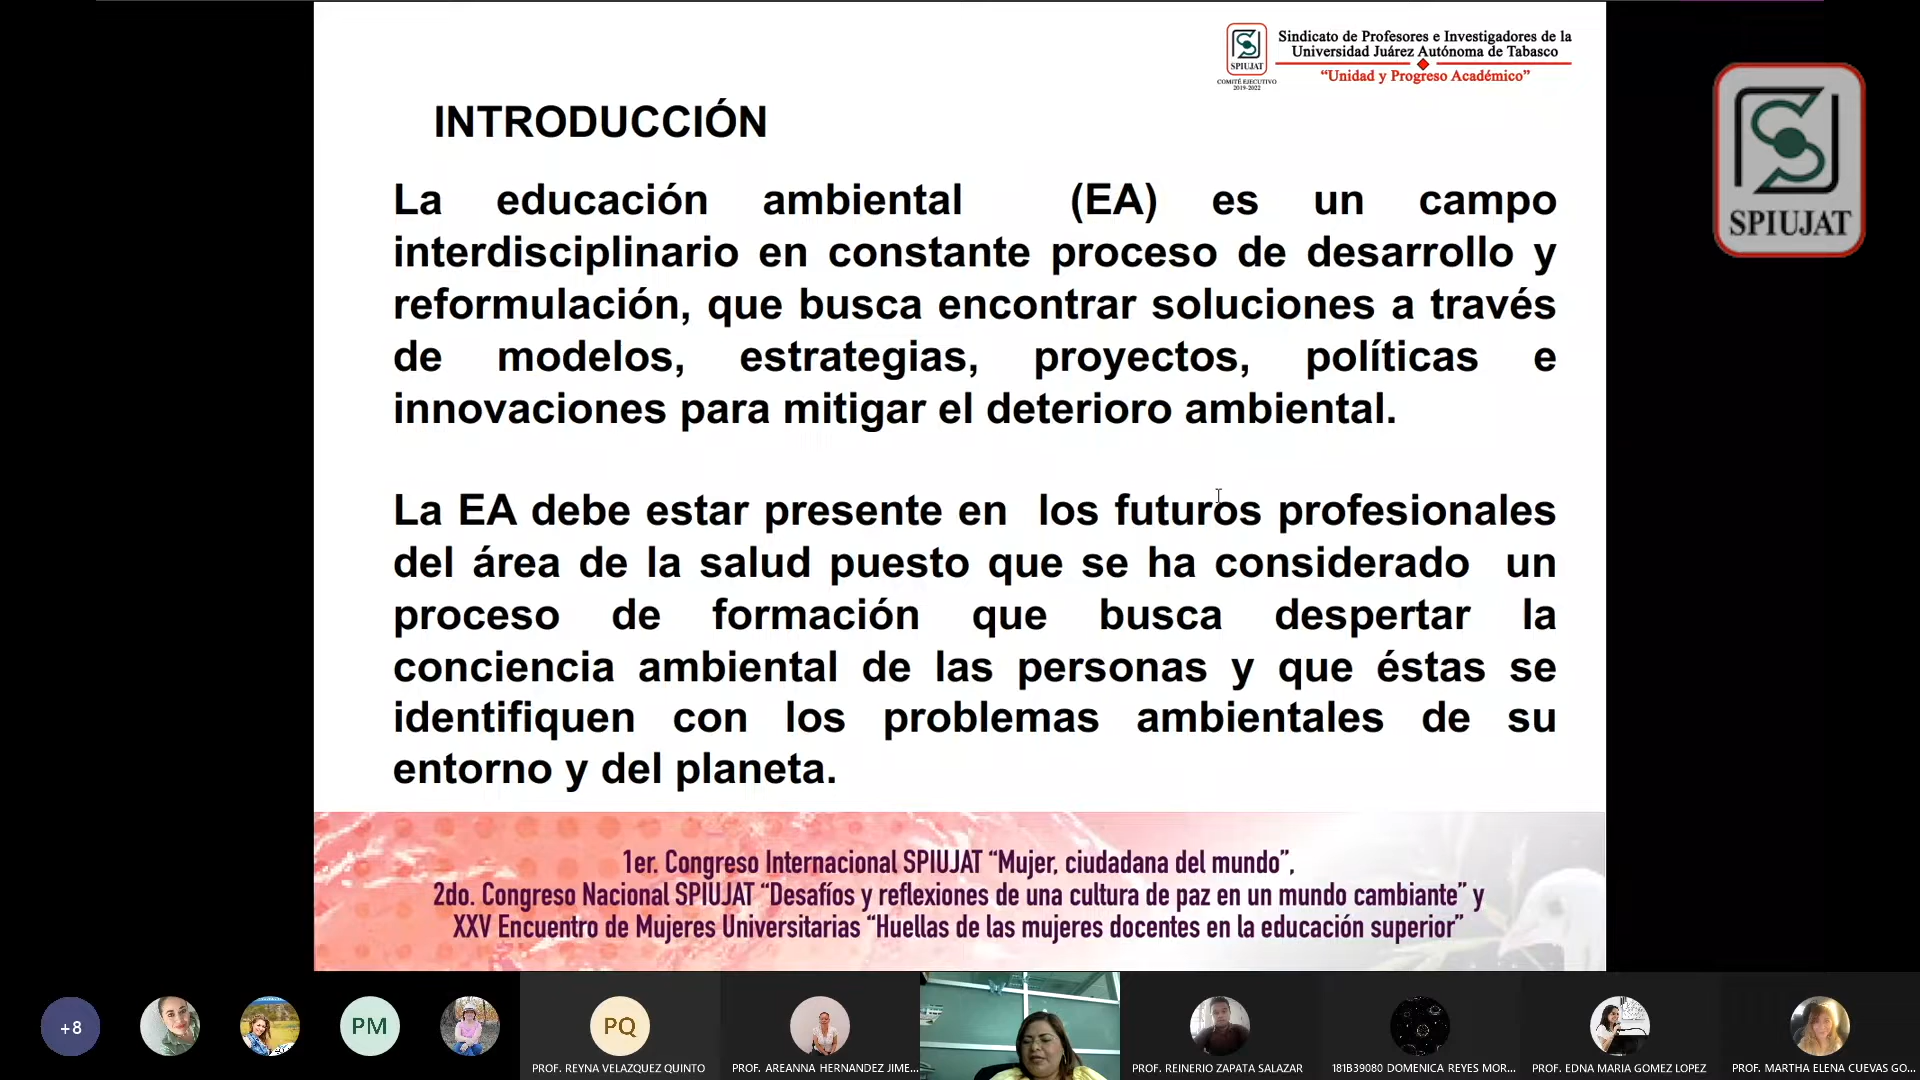 Sindicato de Profesores e Investigadores de la
Universidad Juárez Autónoma de Tabasco
“Unidad y Progreso Académico”
SPIUJAT
COMITÉ EJECUTIVO
2019-2022
SPIUJAT
INTRODUCCIÓN
La educación ambiental (EA) es un campo
interdisciplinario en constante proceso de desarrollo y
reformulación, que busca encontrar soluciones a través
de modelos, estrategias, proyectos, políticas e
innovaciones para mitigar el deterioro ambiental.
La EA debe estar presente en los futuros profesionales
del área de la salud puesto que se ha considerado un
proceso de formación que busca despertar la
conciencia ambiental de las personas y que éstas se
identifiquen con los problemas ambientales de su
entorno y del planeta.
1er. Congreso Internacional SPIUJAT “Mujer, ciudadana del mundo”,
2do. Congreso Nacional SPIUJAT “Desafíos y reflexiones de una cultura de paz en un mundo cambiante” y
XXV Encuentro de Mujeres Universitarias “Huellas de las mujeres docentes en la educación superior”
+8
PM
PQ
PROF. REYNA VELAZQUEZ QUINTO
PROF. AREANNA HERNANDEZ JIME...
PROF. REINERIO ZAPATA SALAZAR
181B39080 DOMENICA REYES MOR...
PROF. EDNA MARIA GOMEZ LOPEZ
PROF. MARTHA ELENA CUEVAS GO...